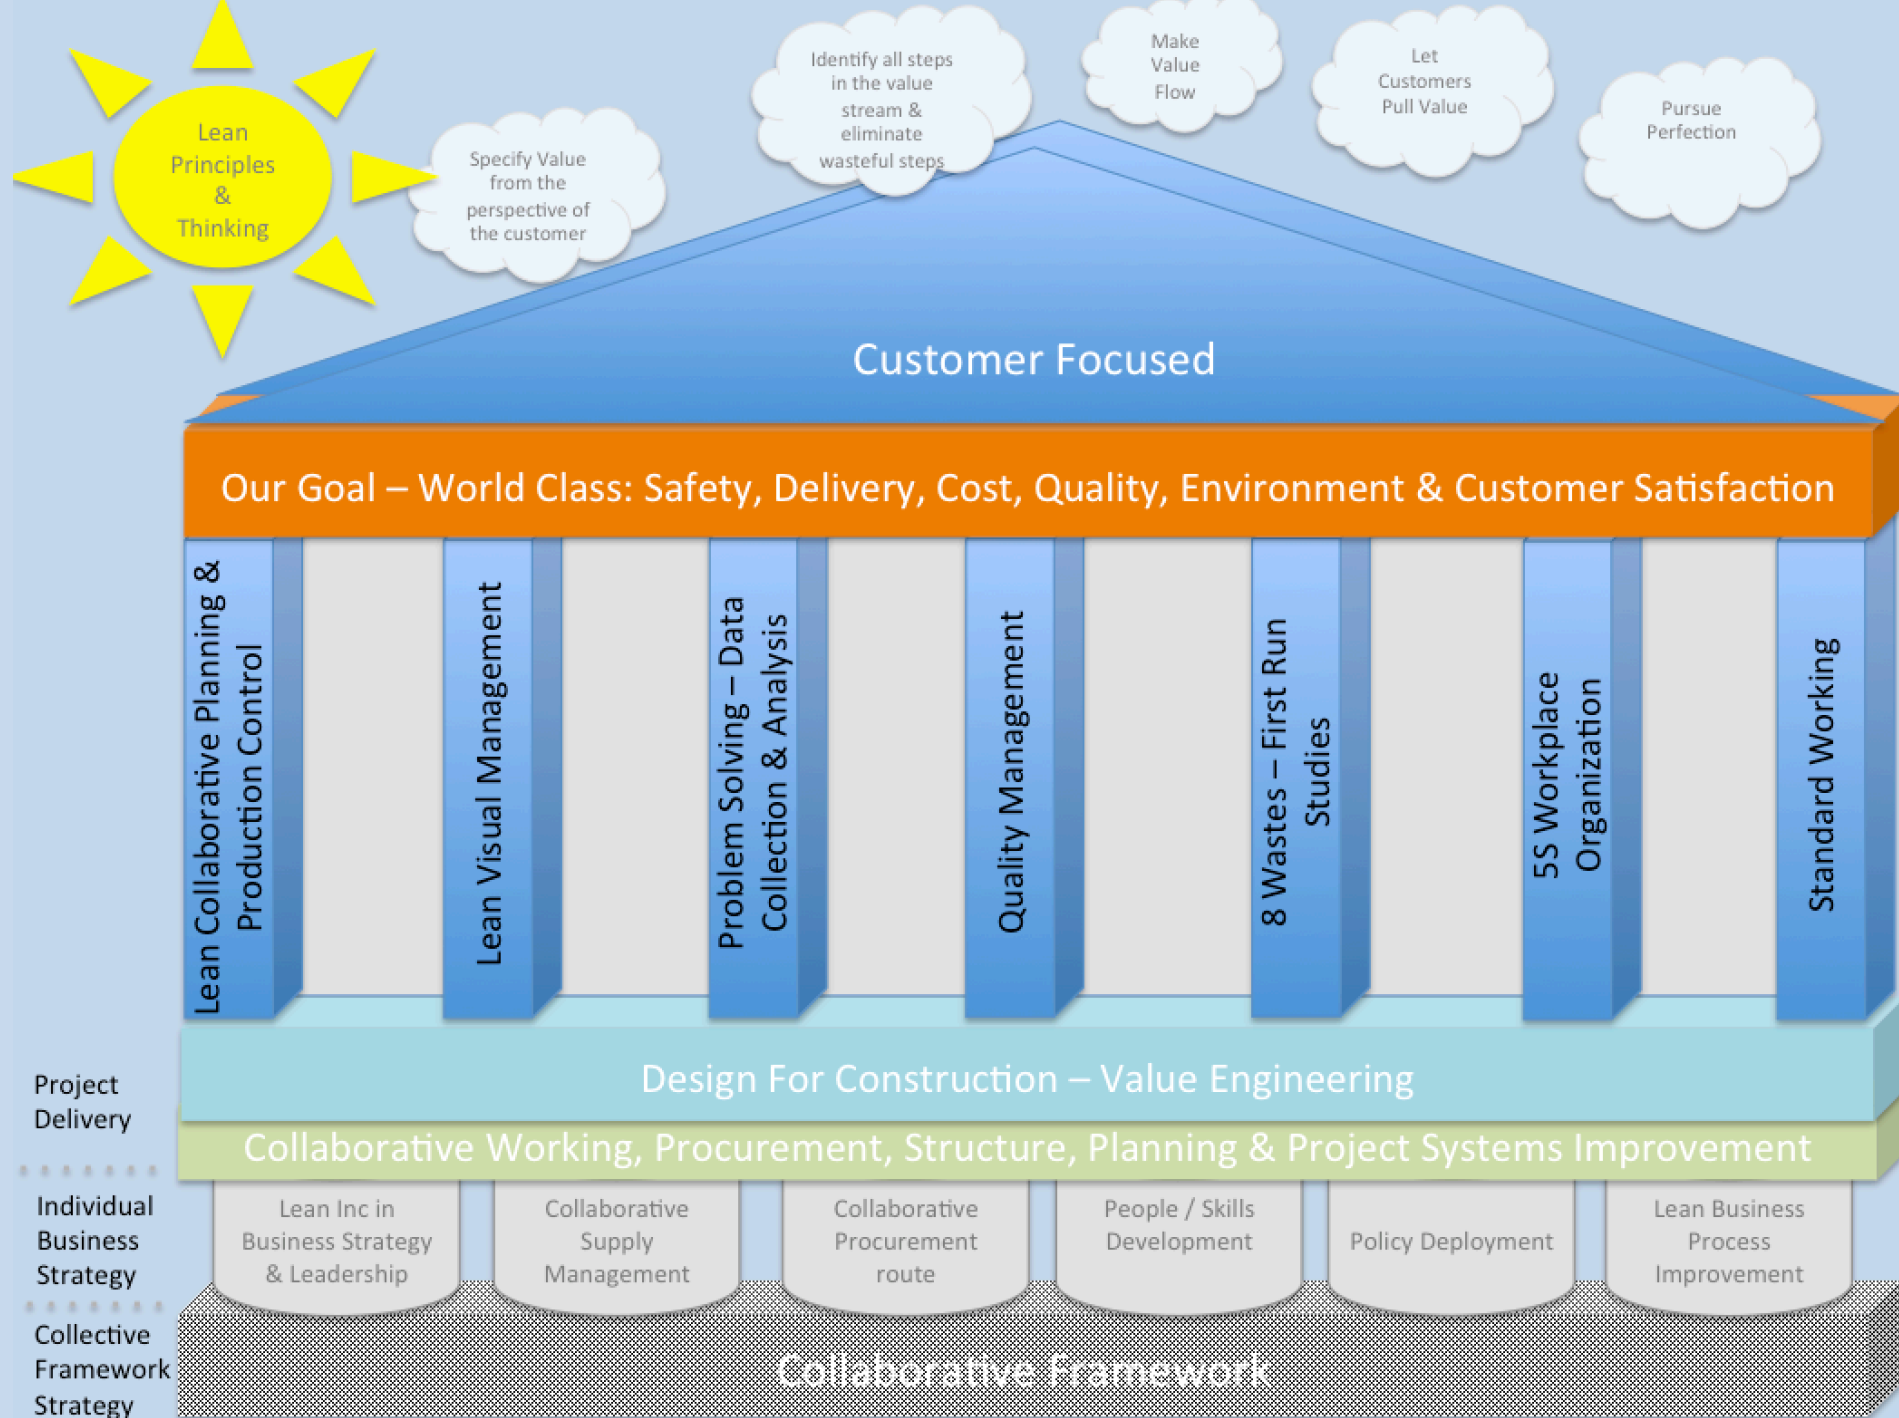 Lean
Principles
&
Thinking
Specify Value
from the
perspective of
the customer
Identify all steps
in the value
stream &
eliminate
wasteful steps
Make
Value
Flow
Let
Customers
Pull Value
Pursue
Perfection
Customer Focused
Our Goal – World Class: Safety, Delivery, Cost, Quality, Environment & Customer Satisfaction
Lean Collaborative Planning &
Production Control
Lean Visual Management
Problem Solving – Data
Collection & Analysis
Quality Management
8 Wastes – First Run
Studies
5S Workplace
Organization
Standard Working
Project
Delivery
Design For Construction – Value Engineering
Collaborative Working, Procurement, Structure, Planning & Project Systems Improvement
Individual
Business
Strategy
Lean Inc in
Business Strategy
& Leadership
Collaborative
Supply
Management
Collaborative
Procurement
route
People / Skills
Development
Policy Deployment
Lean Business
Process
Improvement
Collective
Framework
Strategy
Collaborative Framework